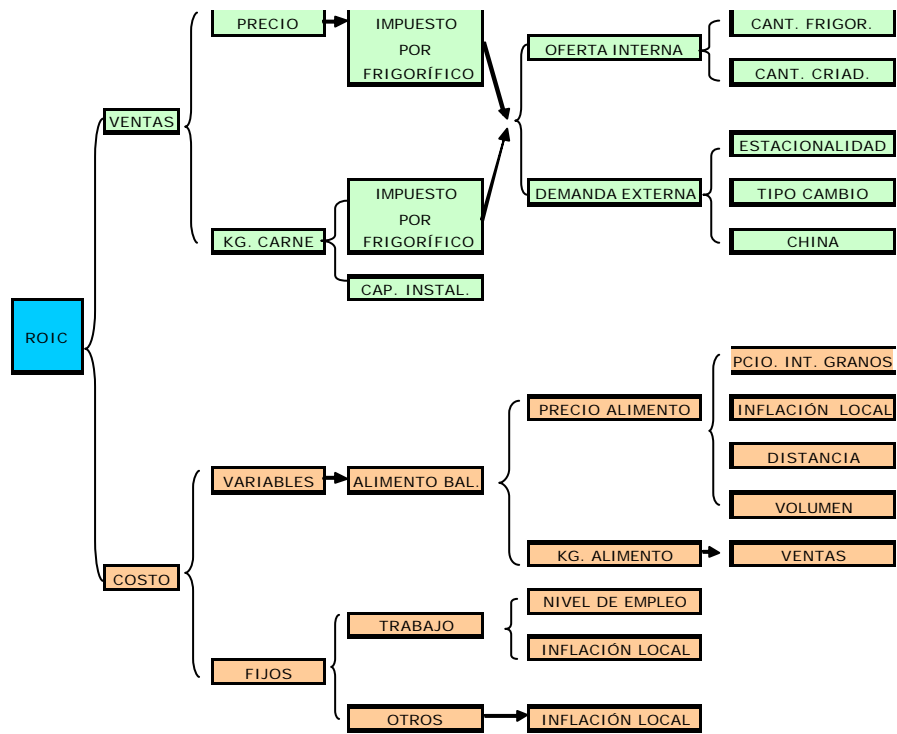 PRECIO
IMPUESTO
POR
FRIGORÍFICO
OFERTA INTERNA
CANT. FRIGOR.
CANT. CRIAD.
VENTAS
ESTACIONALIDAD
DEMANDA EXTERNA
TIPO CAMBIO
CHINA
KG. CARNE
IMPUESTO
POR
FRIGORÍFICO
CAP. INSTAL.
ROIC
PCIO. INT. GRANOS
PRECIO ALIMENTO
INFLACIÓN LOCAL
DISTANCIA
VOLUMEN
VARIABLES
ALIMENTO BAL.
KG. ALIMENTO
VENTAS
COSTO
NIVEL DE EMPLEO
TRABAJO
INFLACIÓN LOCAL
FIJOS
OTROS
INFLACIÓN LOCAL